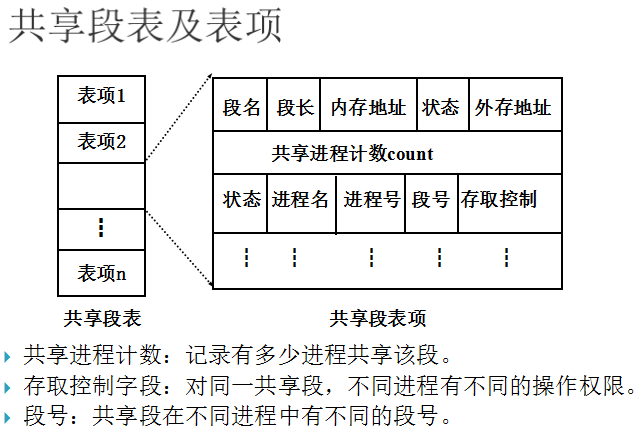 共享段表及表项
表项1
表项2
表项n
共享段表
段名 段长 内存地址 状态 外存地址
共享进程计数count
状态 进程名 进程号 段号 存取控制
共享段表项
共享进程计数：记录有多少进程共享该段。
存取控制字段：对同一共享段，不同进程有不同的操作权限。
段号：共享段在不同进程中有不同的段号。